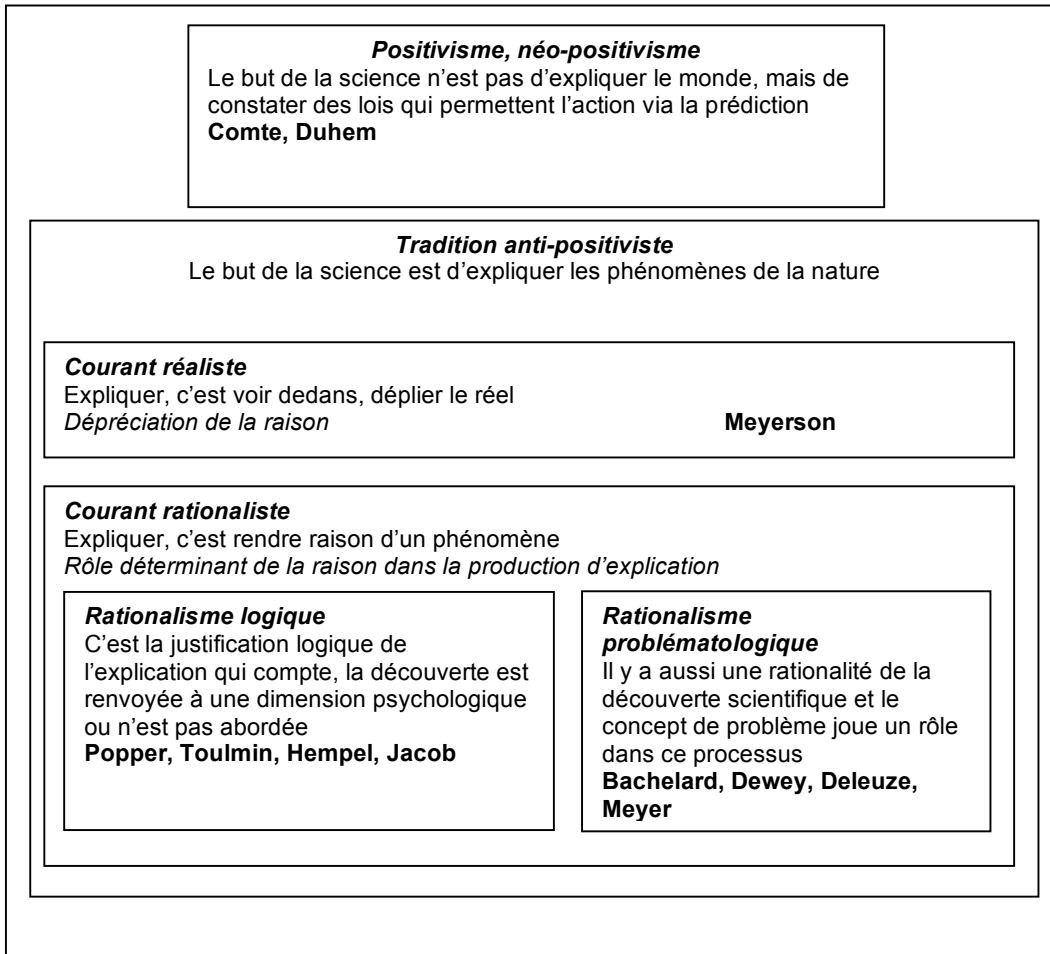 Positivisme, néo-positivisme
Le but de la science n’est pas d’expliquer le monde, mais de
constater des lois qui permettent l’action via la prédiction
Comte, Duhem
Tradition anti-positiviste
Le but de la science est d’expliquer les phénomènes de la nature
Courant réaliste
Expliquer, c’est voir dedans, déplier le réel
Dépréciation de la raison Meyerson
Courant rationaliste
Expliquer, c’est rendre raison d’un phénomène
Rôle déterminant de la raison dans la production d’explication
Rationalisme logique
C’est la justification logique de
l’explication qui compte, la découverte est
renvoyée à une dimension psychologique
ou n’est pas abordée
Popper, Toulmin, Hempel, Jacob
Rationalisme
problématologique
Il y a aussi une rationalité de la
découverte scientifique et le
concept de problème joue un rôle
dans ce processus
Bachelard, Dewey, Deleuze,
Meyer